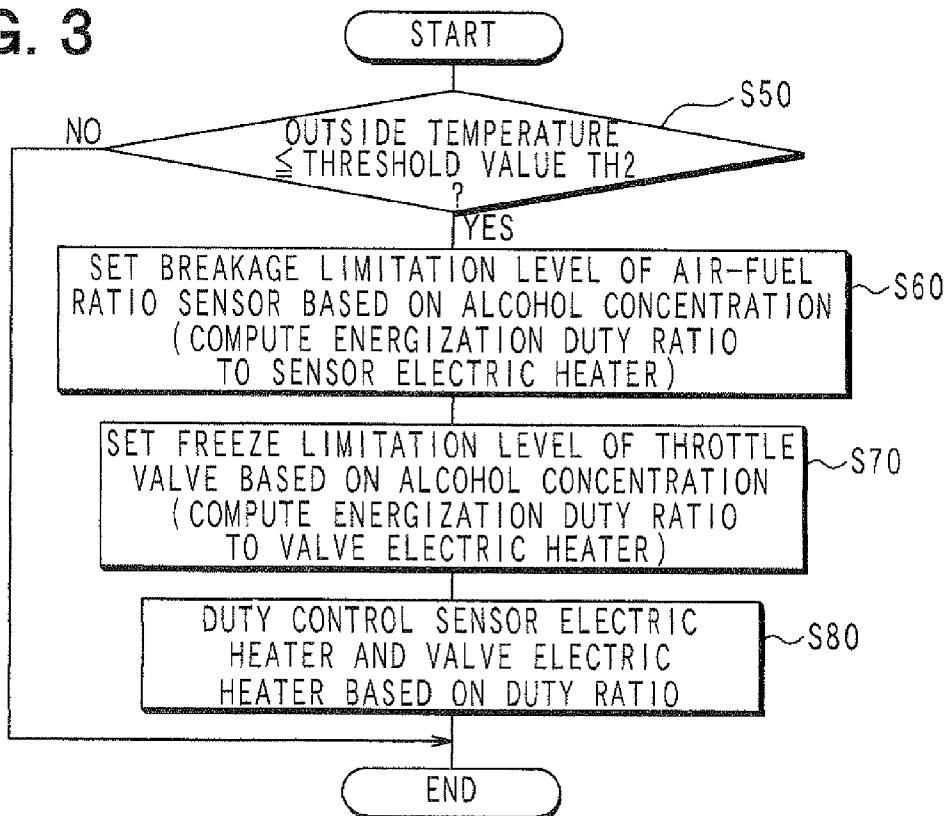 G. 3
START
S50
NO
OUTSIDE TEMPERATURE
≦ THRESHOLD VALUE TH2
?
YES
SET BREAKAGE LIMITATION LEVEL OF AIR-FUEL
RATIO SENSOR BASED ON ALCOHOL CONCENTRATION
(COMPUTE ENERGIZATION DUTY RATIO
TO SENSOR ELECTRIC HEATER)
S60
SET FREEZE LIMITATION LEVEL OF THROTTLE
VALVE BASED ON ALCOHOL CONCENTRATION
(COMPUTE ENERGIZATION DUTY RATIO
TO VALVE ELECTRIC HEATER)
S70
DUTY CONTROL SENSOR ELECTRIC
HEATER AND VALVE ELECTRIC
HEATER BASED ON DUTY RATIO
S80
END